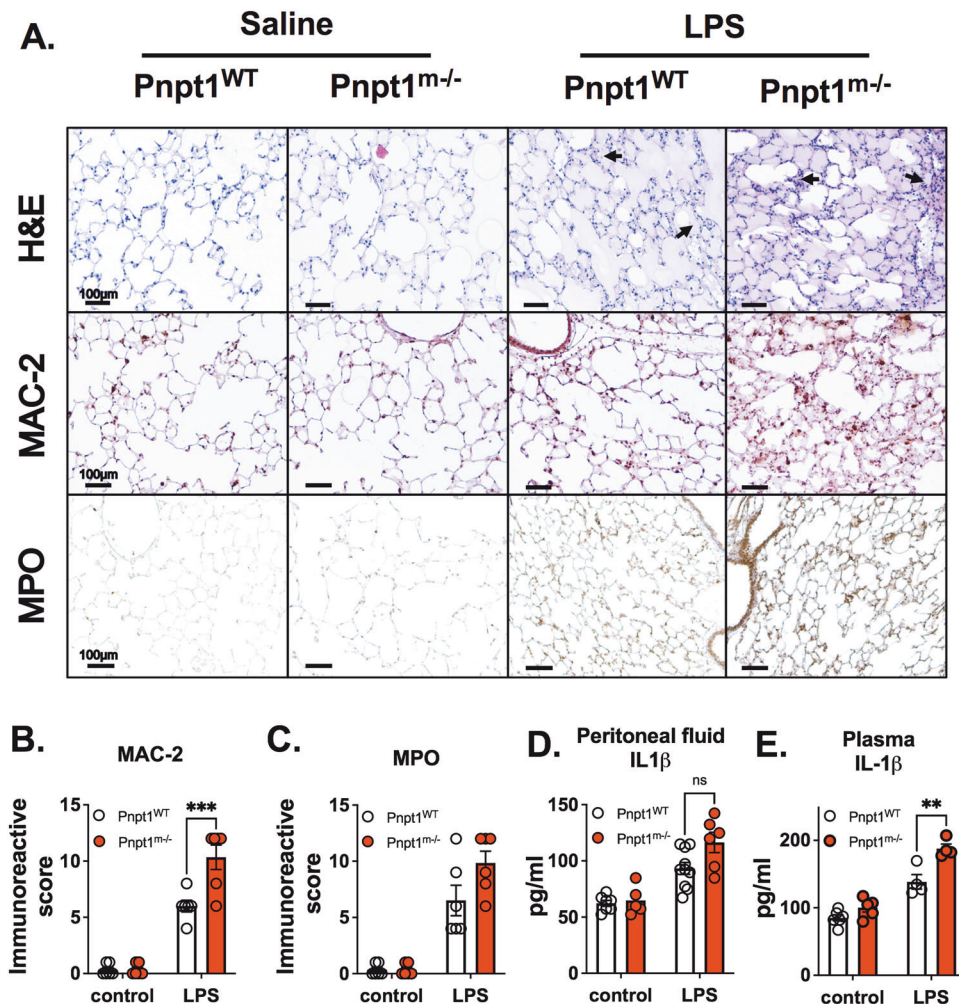 A.
Saline
LPS
Pnpt1WT
Pnpt1m-/-
Pnpt1WT
Pnpt1m-/-
H&E
100µm
MAC-2
100µm
MPO
100µm
B.
MAC-2
Immunoreactive
score
15
10
5
0
Pnpt1WT
Pnpt1m-/-
***
control
LPS
C.
MPO
Immunoreactive
score
15
10
5
0
Pnpt1WT
Pnpt1m-/-
control
LPS
D.
Peritoneal fluid
IL1β
pg/ml
150
100
50
0
Pnpt1WT
Pnpt1m-/-
ns
control
LPS
E.
Plasma
IL-1β
pg/ml
200
100
0
Pnpt1WT
Pnpt1m-/-
**
control
LPS